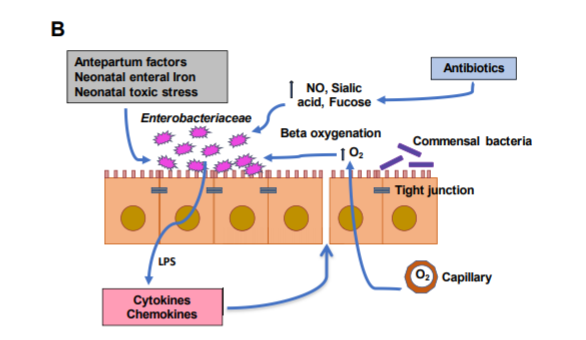 B
Antepartum factors
Neonatal enteral Iron
Neonatal toxic stress
Antibiotics
NO, Sialic
acid, Fucose
Enterobacteriaceae
Beta oxygenation
O₂
Commensal bacteria
Tight junction
LPS
O₂
Capillary
Cytokines
Chemokines